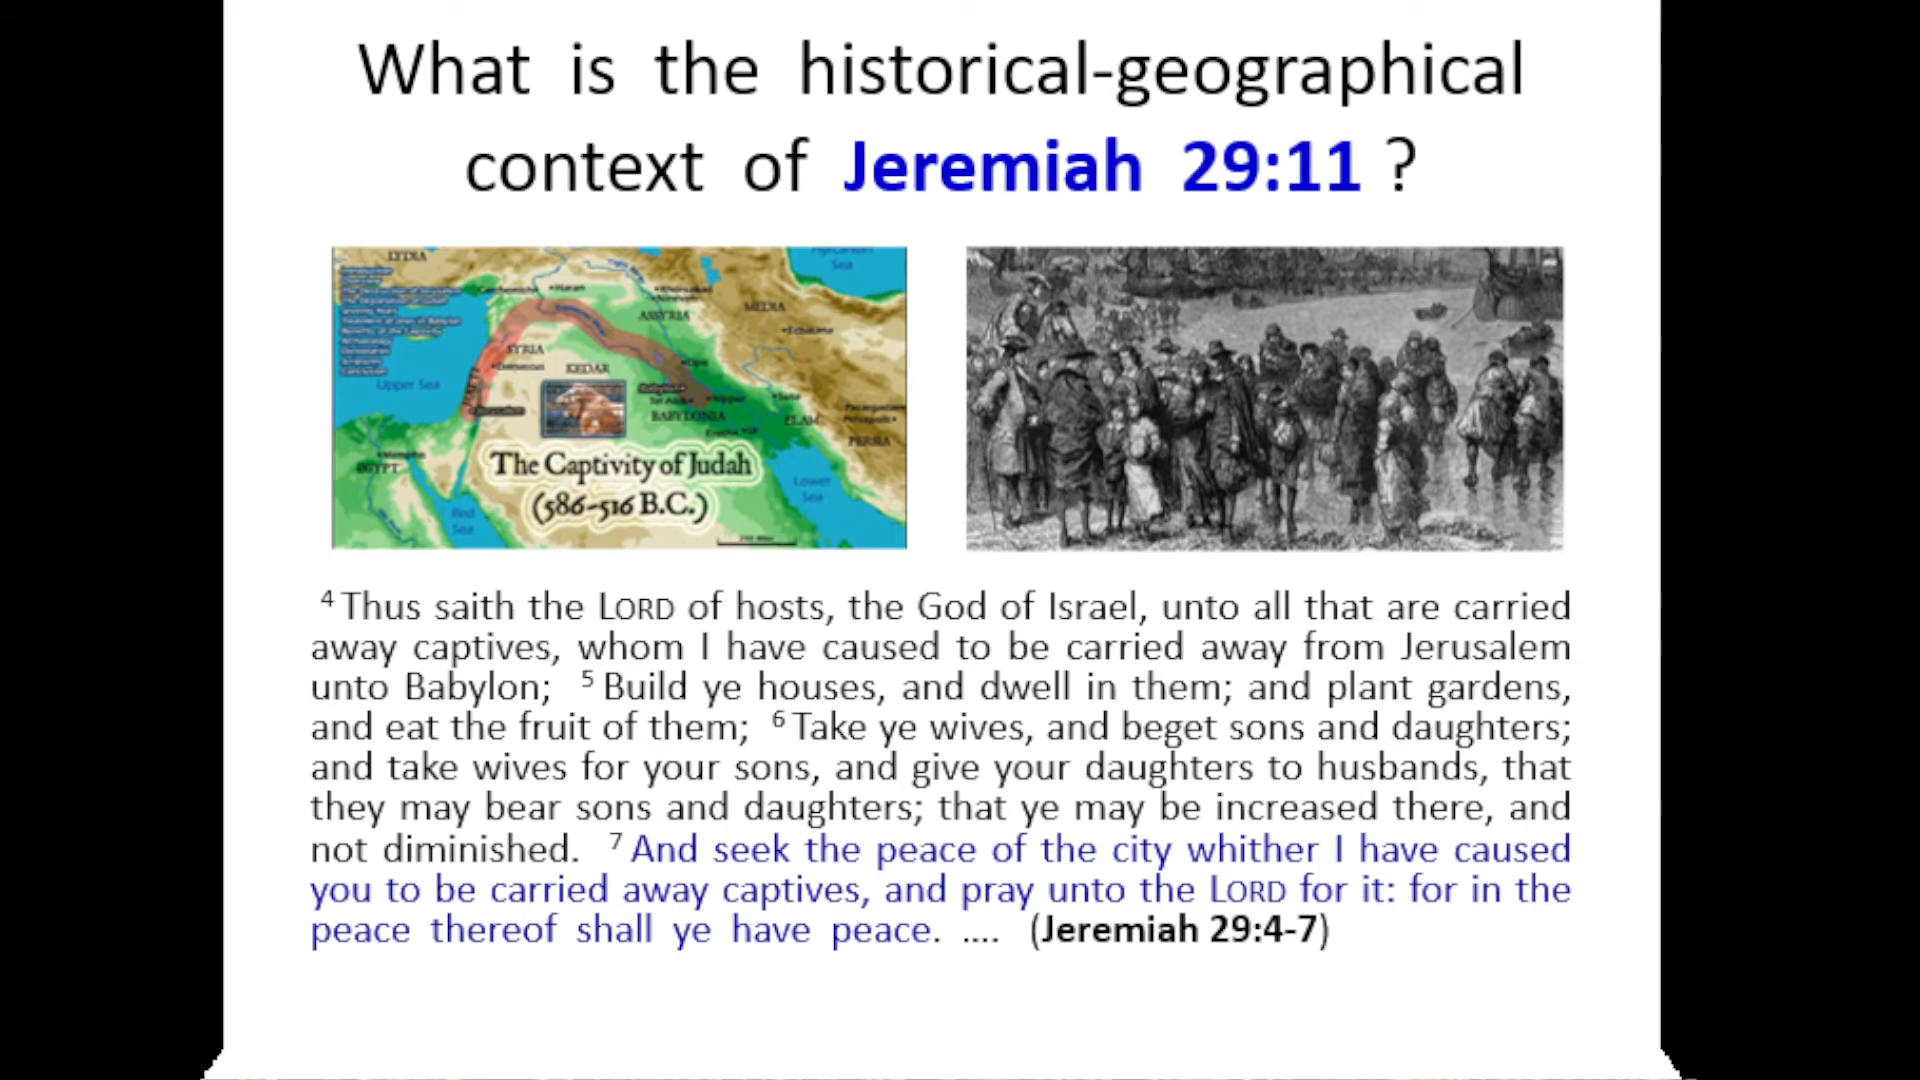 What is the historical-geographical
context of Jeremiah 29:11 ?
LYDIA
Sea
MEDIA
ASSYRIA
SYRIA
KEDAR
Upper Sea
Damascus
Babylon
Nippur
BABYLONIA
ELAM
PERSIA
Jerusalem
Memphis
EGYPT
The Captivity of Judah
(586-516 B.C.)
Lower
Sea
Red
Sea
4 Thus saith the LORD of hosts, the God of Israel, unto all that are carried
away captives, whom I have caused to be carried away from Jerusalem
unto Babylon; 5 Build ye houses, and dwell in them; and plant gardens,
and eat the fruit of them; 6 Take ye wives, and beget sons and daughters;
and take wives for your sons, and give your daughters to husbands, that
they may bear sons and daughters; that ye may be increased there, and
not diminished. 7 And seek the peace of the city whither I have caused
you to be carried away captives, and pray unto the LORD for it: for in the
peace thereof shall ye have peace. .... (Jeremiah 29:4-7)